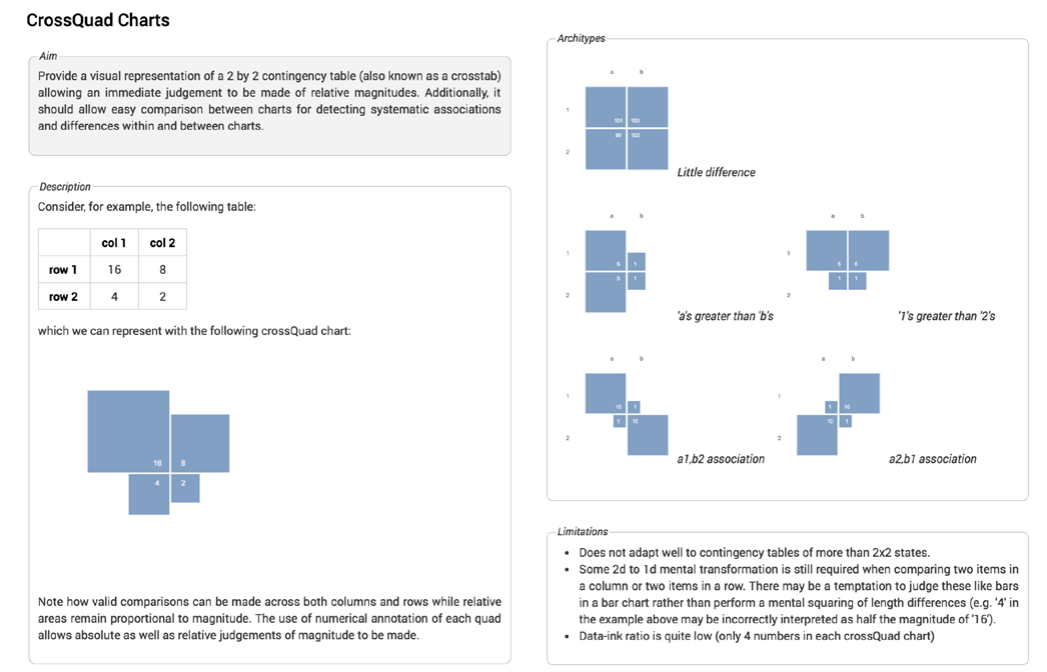 CrossQuad Charts
Aim
Provide a visual representation of a 2 by 2 contingency table (also known as a crosstab)
allowing an immediate judgement to be made of relative magnitudes. Additionally, it
should allow easy comparison between charts for detecting systematic associations
and differences within and between charts.
Description
Consider, for example, the following table:
col 1 col 2
row 1 16 8
row 2 4 2
which we can represent with the following crossQuad chart:
16 8
4 2
Note how valid comparisons can be made across both columns and rows while relative
areas remain proportional to magnitude. The use of numerical annotation of each quad
allows absolute as well as relative judgements of magnitude to be made.
Architypes
a b
1
101 100
2
Little difference
a b
1
5 1
5 1
2
'a's greater than 'b's
a b
1
1 1
2
'1's greater than '2's
a b
1
10 1
1 10
2
a1,b2 association
a b
1
1 10
10 1
2
a2,b1 association
Limitations
• Does not adapt well to contingency tables of more than 2x2 states.
• Some 2d to 1d mental transformation is still required when comparing two items in
a column or two items in a row. There may be a temptation to judge these like bars
in a bar chart rather than perform a mental squaring of length differences (e.g. '4' in
the example above may be incorrectly interpreted as half the magnitude of '16').
• Data-ink ratio is quite low (only 4 numbers in each crossQuad chart)